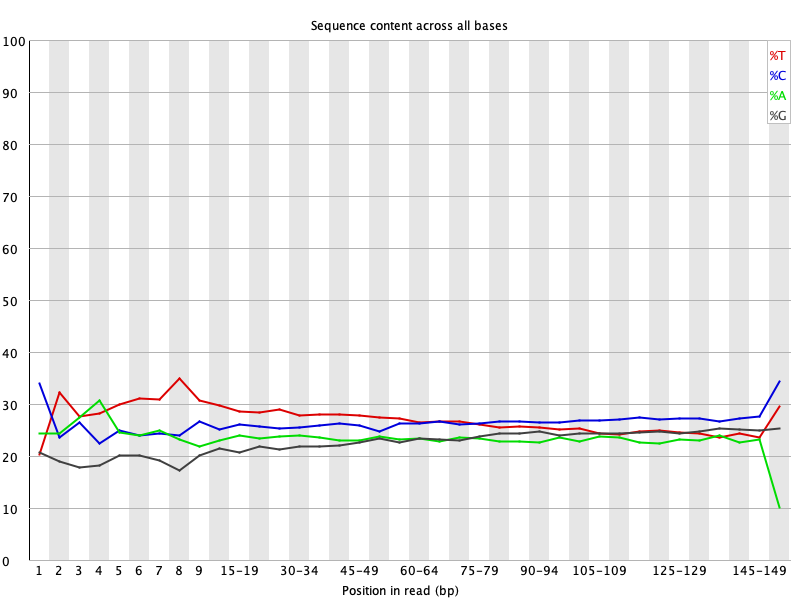 Sequence content across all bases
%T
%C
%A
%G
100
90
80
70
60
50
40
30
20
10
0
1 2 3 4 5 6 7 8 9 15-19 30-34 45-49 60-64 75-79 90-94 105-109 125-129 145-149
Position in read (bp)